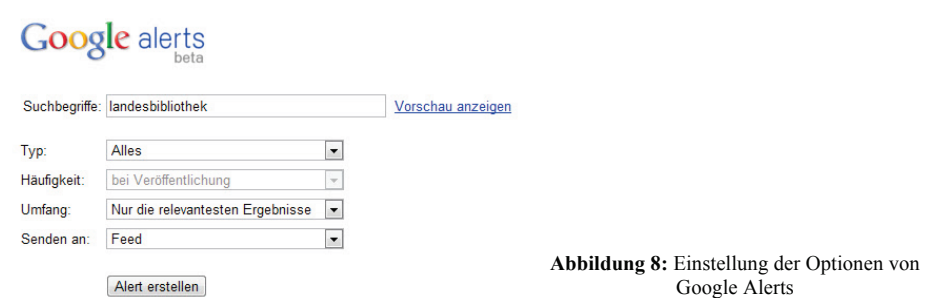 Google alerts
beta
Suchbegriffe: landesbibliothek Vorschau anzeigen
Typ: Alles
Häufigkeit: bei Veröffentlichung
Umfang: Nur die relevantesten Ergebnisse
Senden an: Feed
Alert erstellen
Abbildung 8: Einstellung der Optionen von
Google Alerts